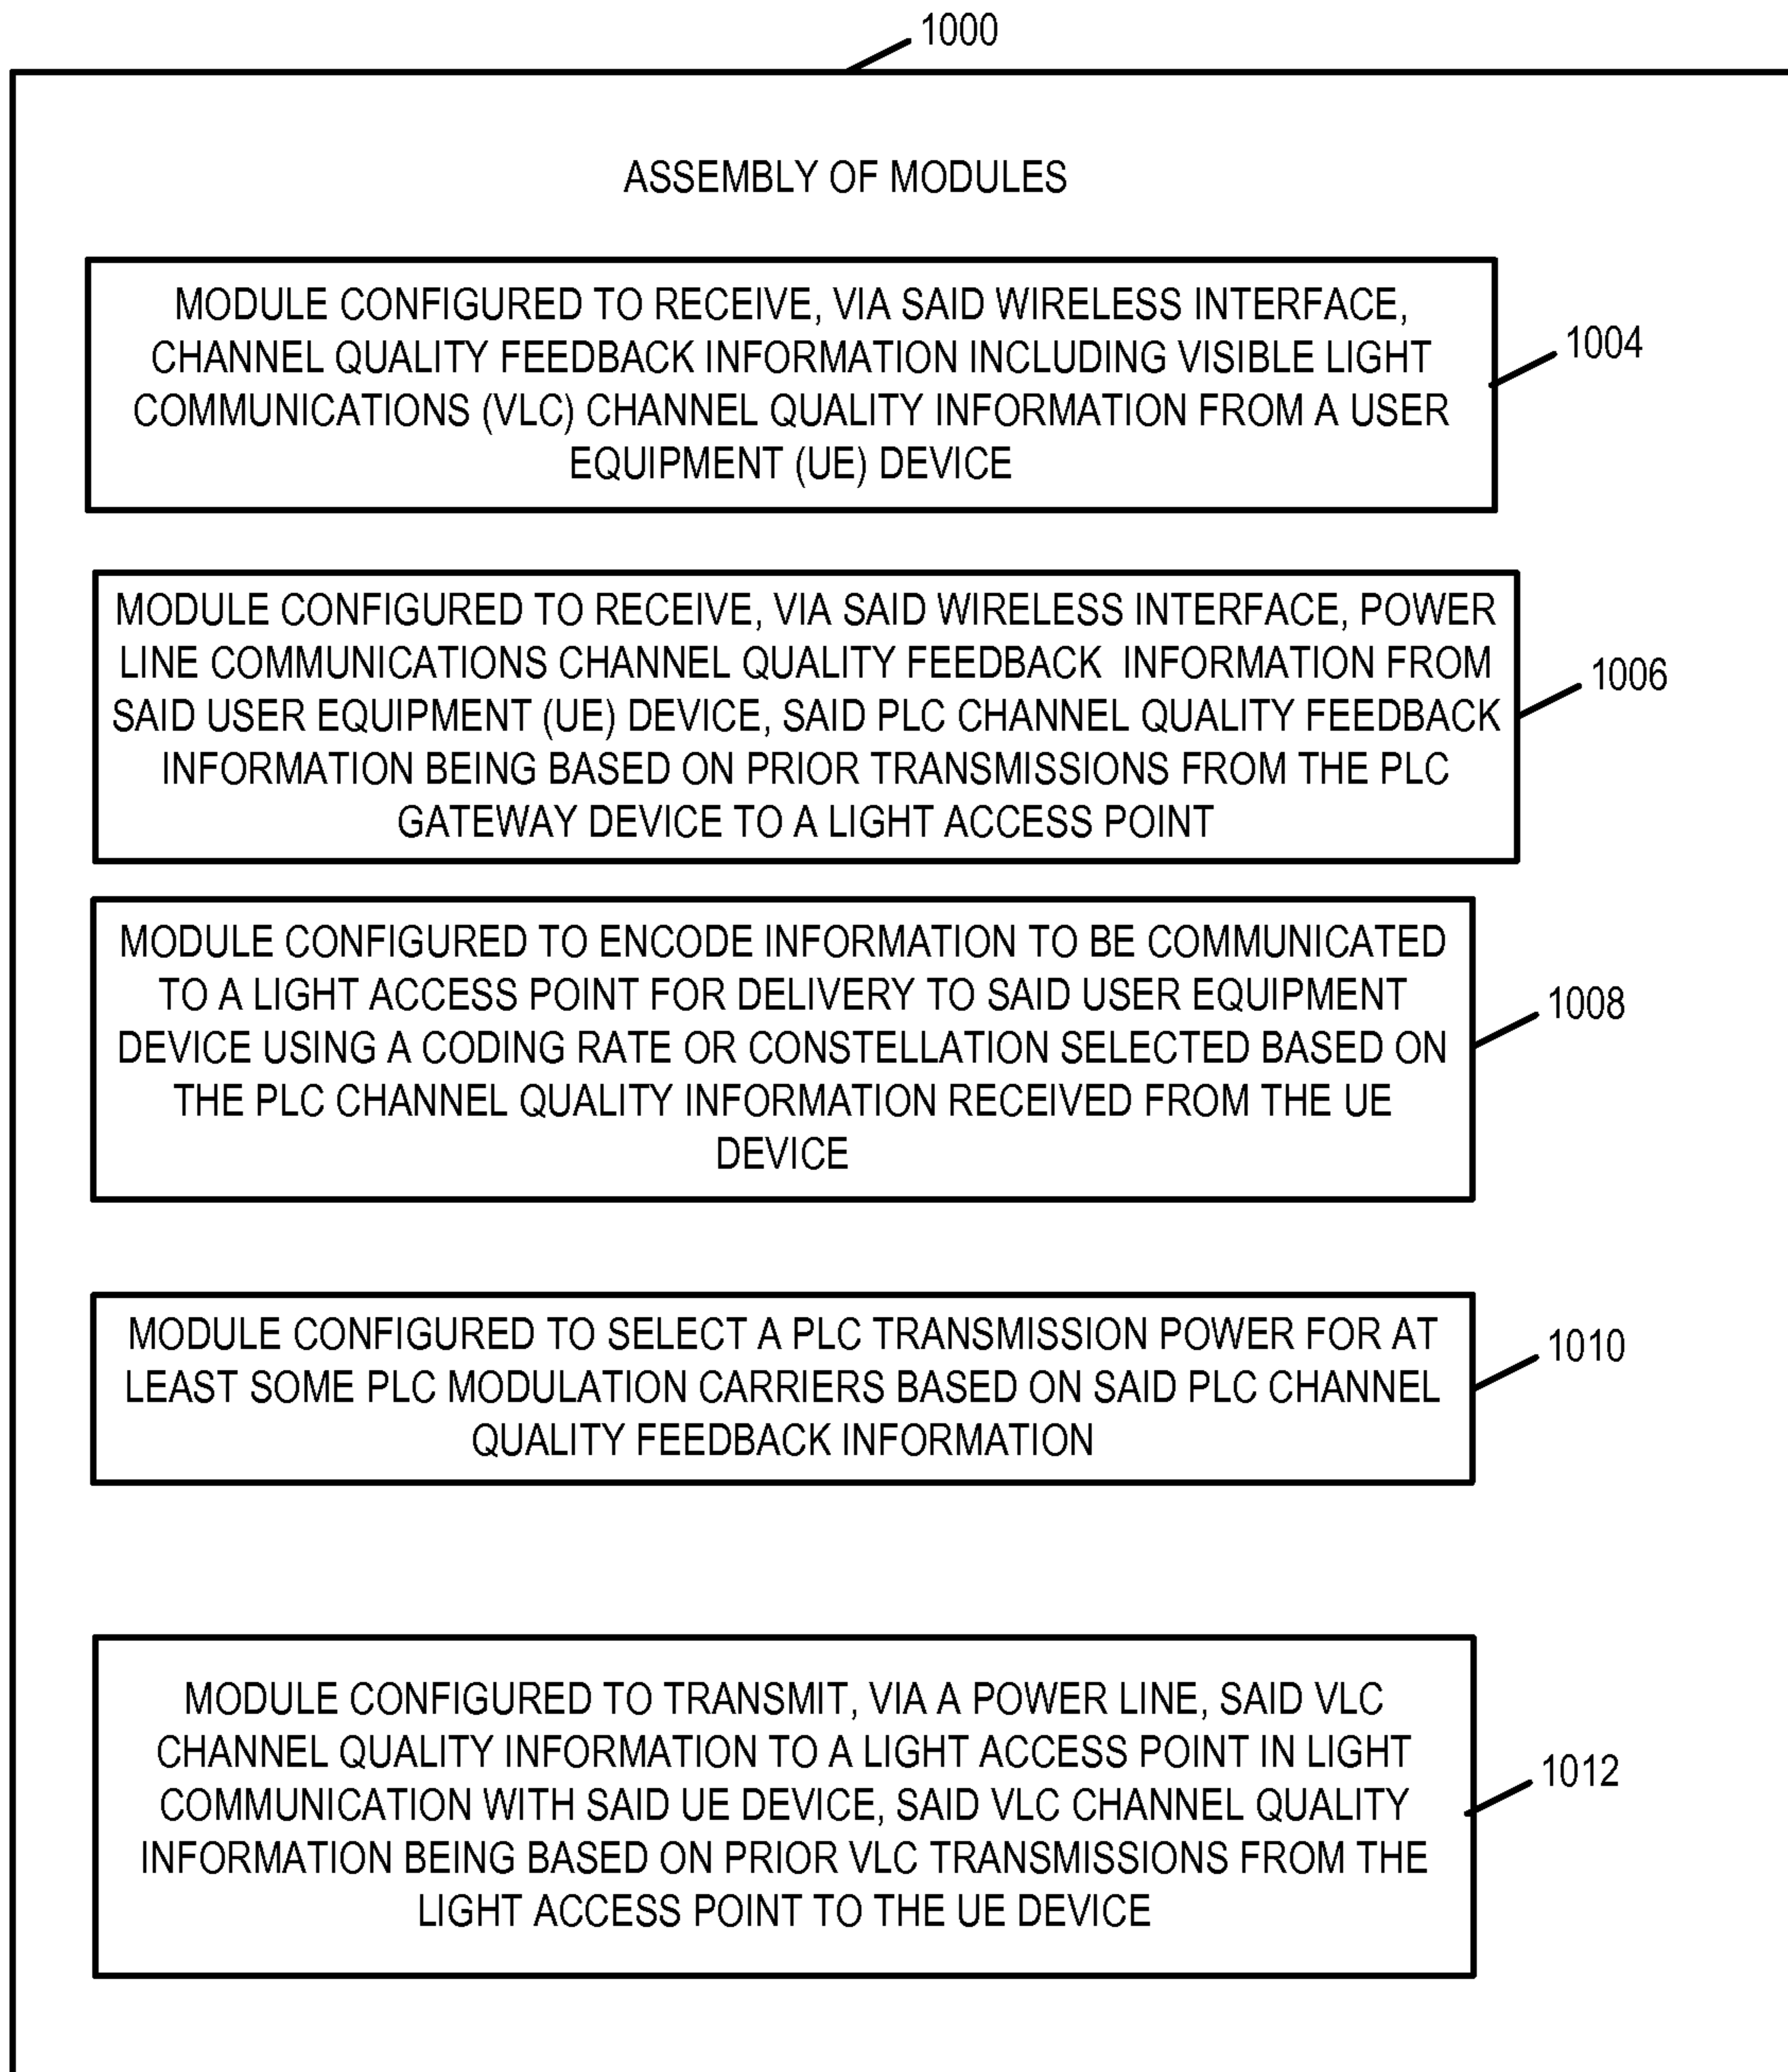 1000
ASSEMBLY OF MODULES
MODULE CONFIGURED TO RECEIVE, VIA SAID WIRELESS INTERFACE,
CHANNEL QUALITY FEEDBACK INFORMATION INCLUDING VISIBLE LIGHT
COMMUNICATIONS (VLC) CHANNEL QUALITY INFORMATION FROM A USER
EQUIPMENT (UE) DEVICE
1004
MODULE CONFIGURED TO RECEIVE, VIA SAID WIRELESS INTERFACE, POWER
LINE COMMUNICATIONS CHANNEL QUALITY FEEDBACK INFORMATION FROM
SAID USER EQUIPMENT (UE) DEVICE, SAID PLC CHANNEL QUALITY FEEDBACK
INFORMATION BEING BASED ON PRIOR TRANSMISSIONS FROM THE PLC
GATEWAY DEVICE TO A LIGHT ACCESS POINT
1006
MODULE CONFIGURED TO ENCODE INFORMATION TO BE COMMUNICATED
TO A LIGHT ACCESS POINT FOR DELIVERY TO SAID USER EQUIPMENT
DEVICE USING A CODING RATE OR CONSTELLATION SELECTED BASED ON
THE PLC CHANNEL QUALITY INFORMATION RECEIVED FROM THE UE
DEVICE
1008
MODULE CONFIGURED TO SELECT A PLC TRANSMISSION POWER FOR AT
LEAST SOME PLC MODULATION CARRIERS BASED ON SAID PLC CHANNEL
QUALITY FEEDBACK INFORMATION
1010
MODULE CONFIGURED TO TRANSMIT, VIA A POWER LINE, SAID VLC
CHANNEL QUALITY INFORMATION TO A LIGHT ACCESS POINT IN LIGHT
COMMUNICATION WITH SAID UE DEVICE, SAID VLC CHANNEL QUALITY
INFORMATION BEING BASED ON PRIOR VLC TRANSMISSIONS FROM THE
LIGHT ACCESS POINT TO THE UE DEVICE
1012